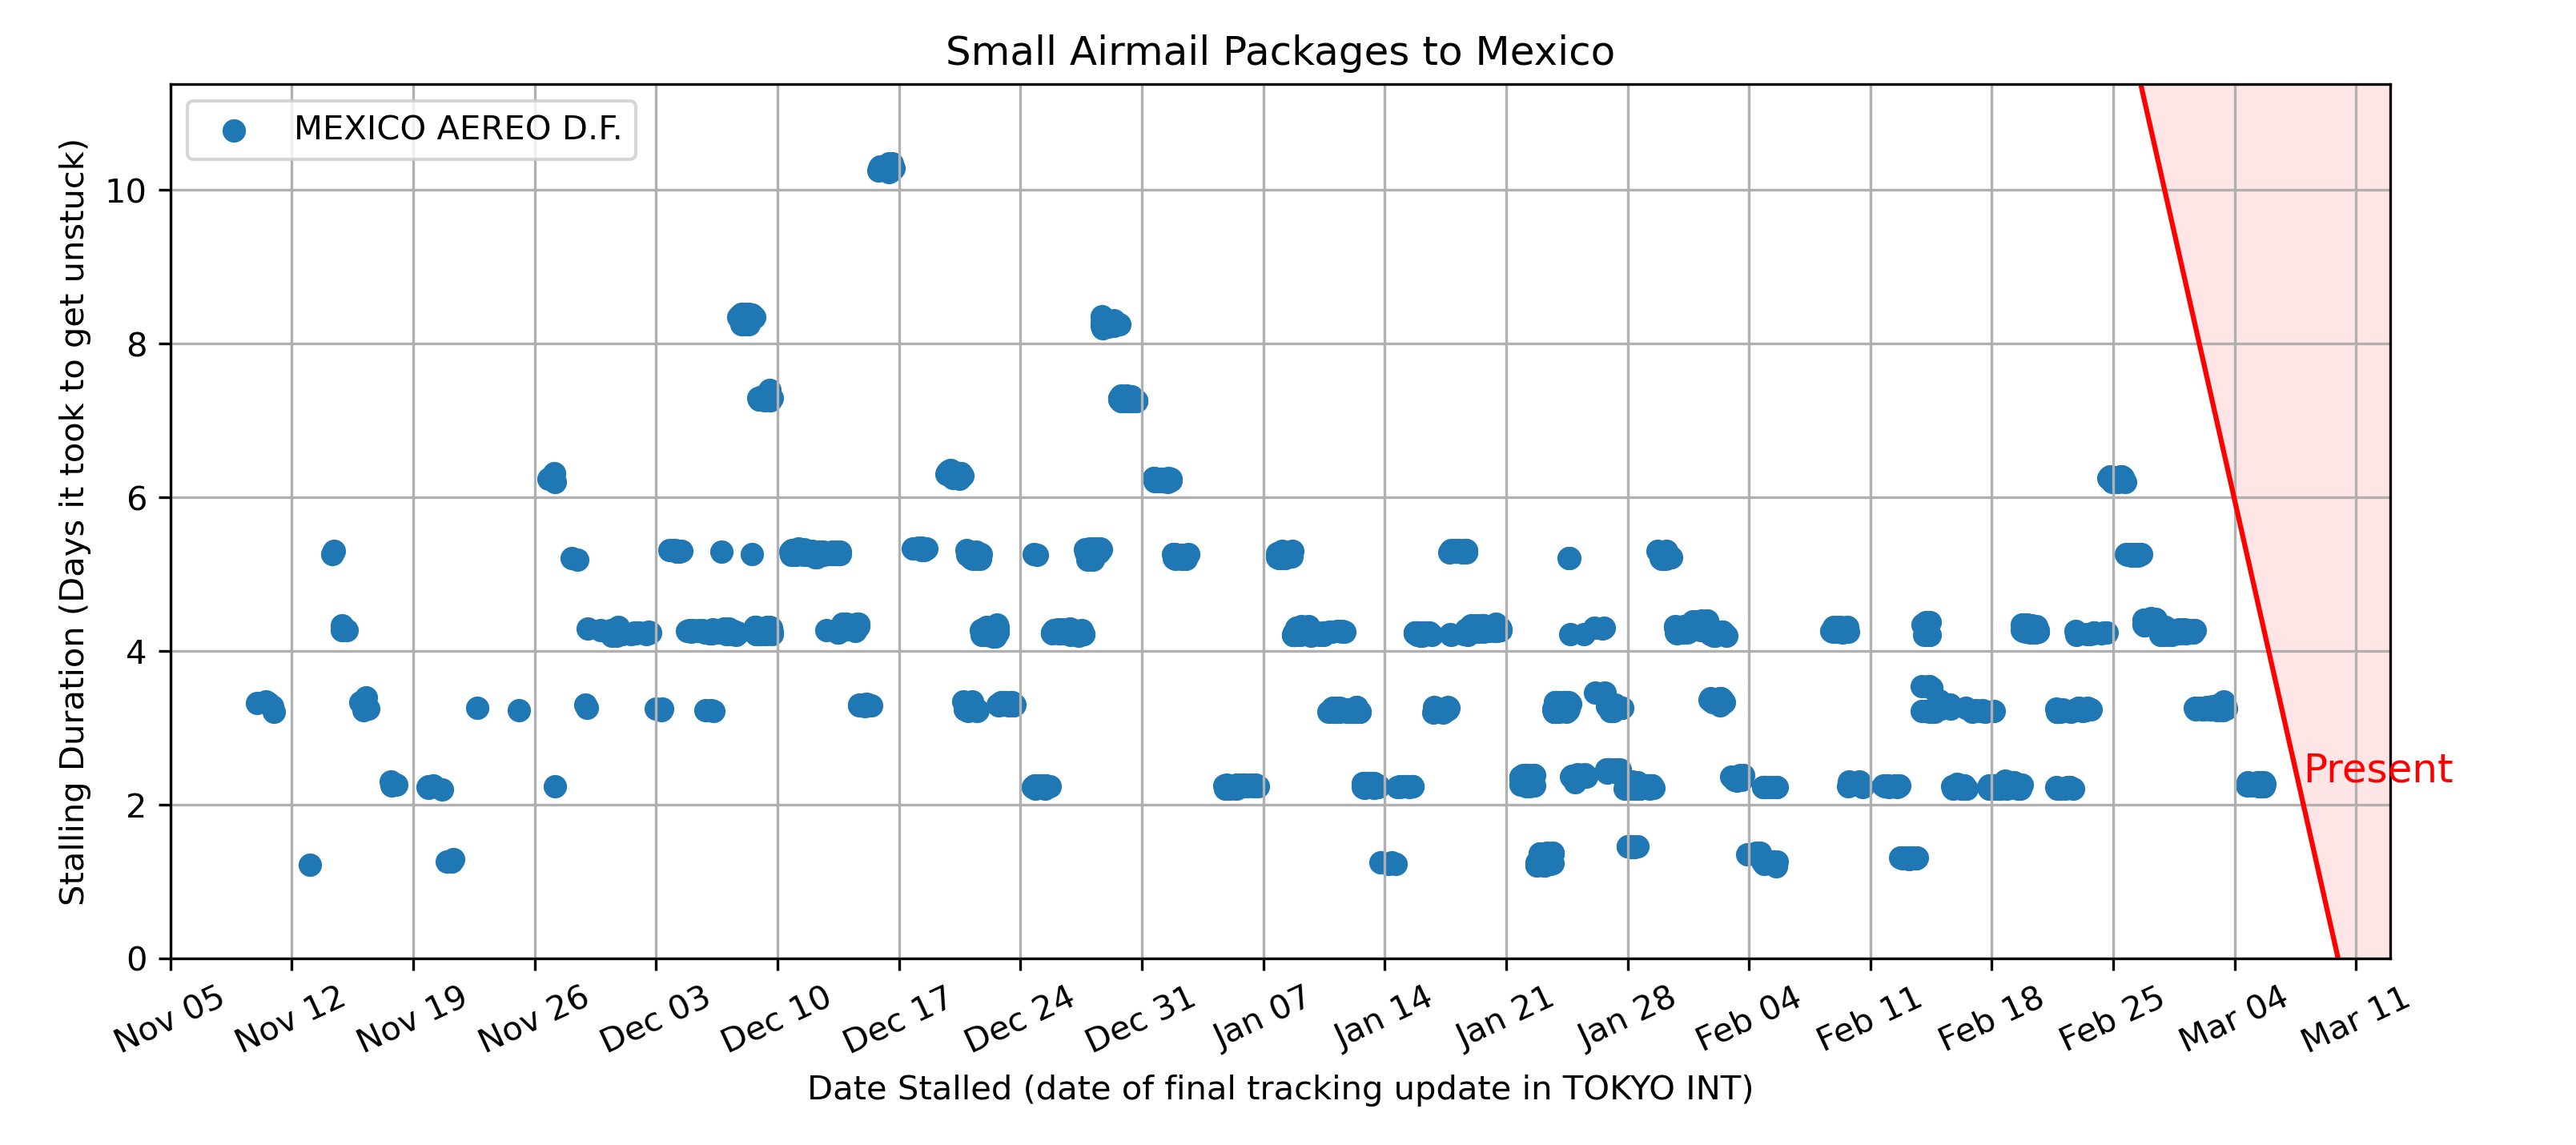 Small Airmail Packages to Mexico
MEXICO AEREO D.F.
Stalling Duration (Days it took to get unstuck)
10
8
6
4
2
0
Present
Nov 05
Nov 12
Nov 19
Nov 26
Dec 03
Dec 10
Dec 17
Dec 24
Dec 31
Jan 07
Jan 14
Jan 21
Jan 28
Feb 04
Feb 11
Feb 18
Feb 25
Mar 04
Mar 11
Date Stalled (date of final tracking update in TOKYO INT)